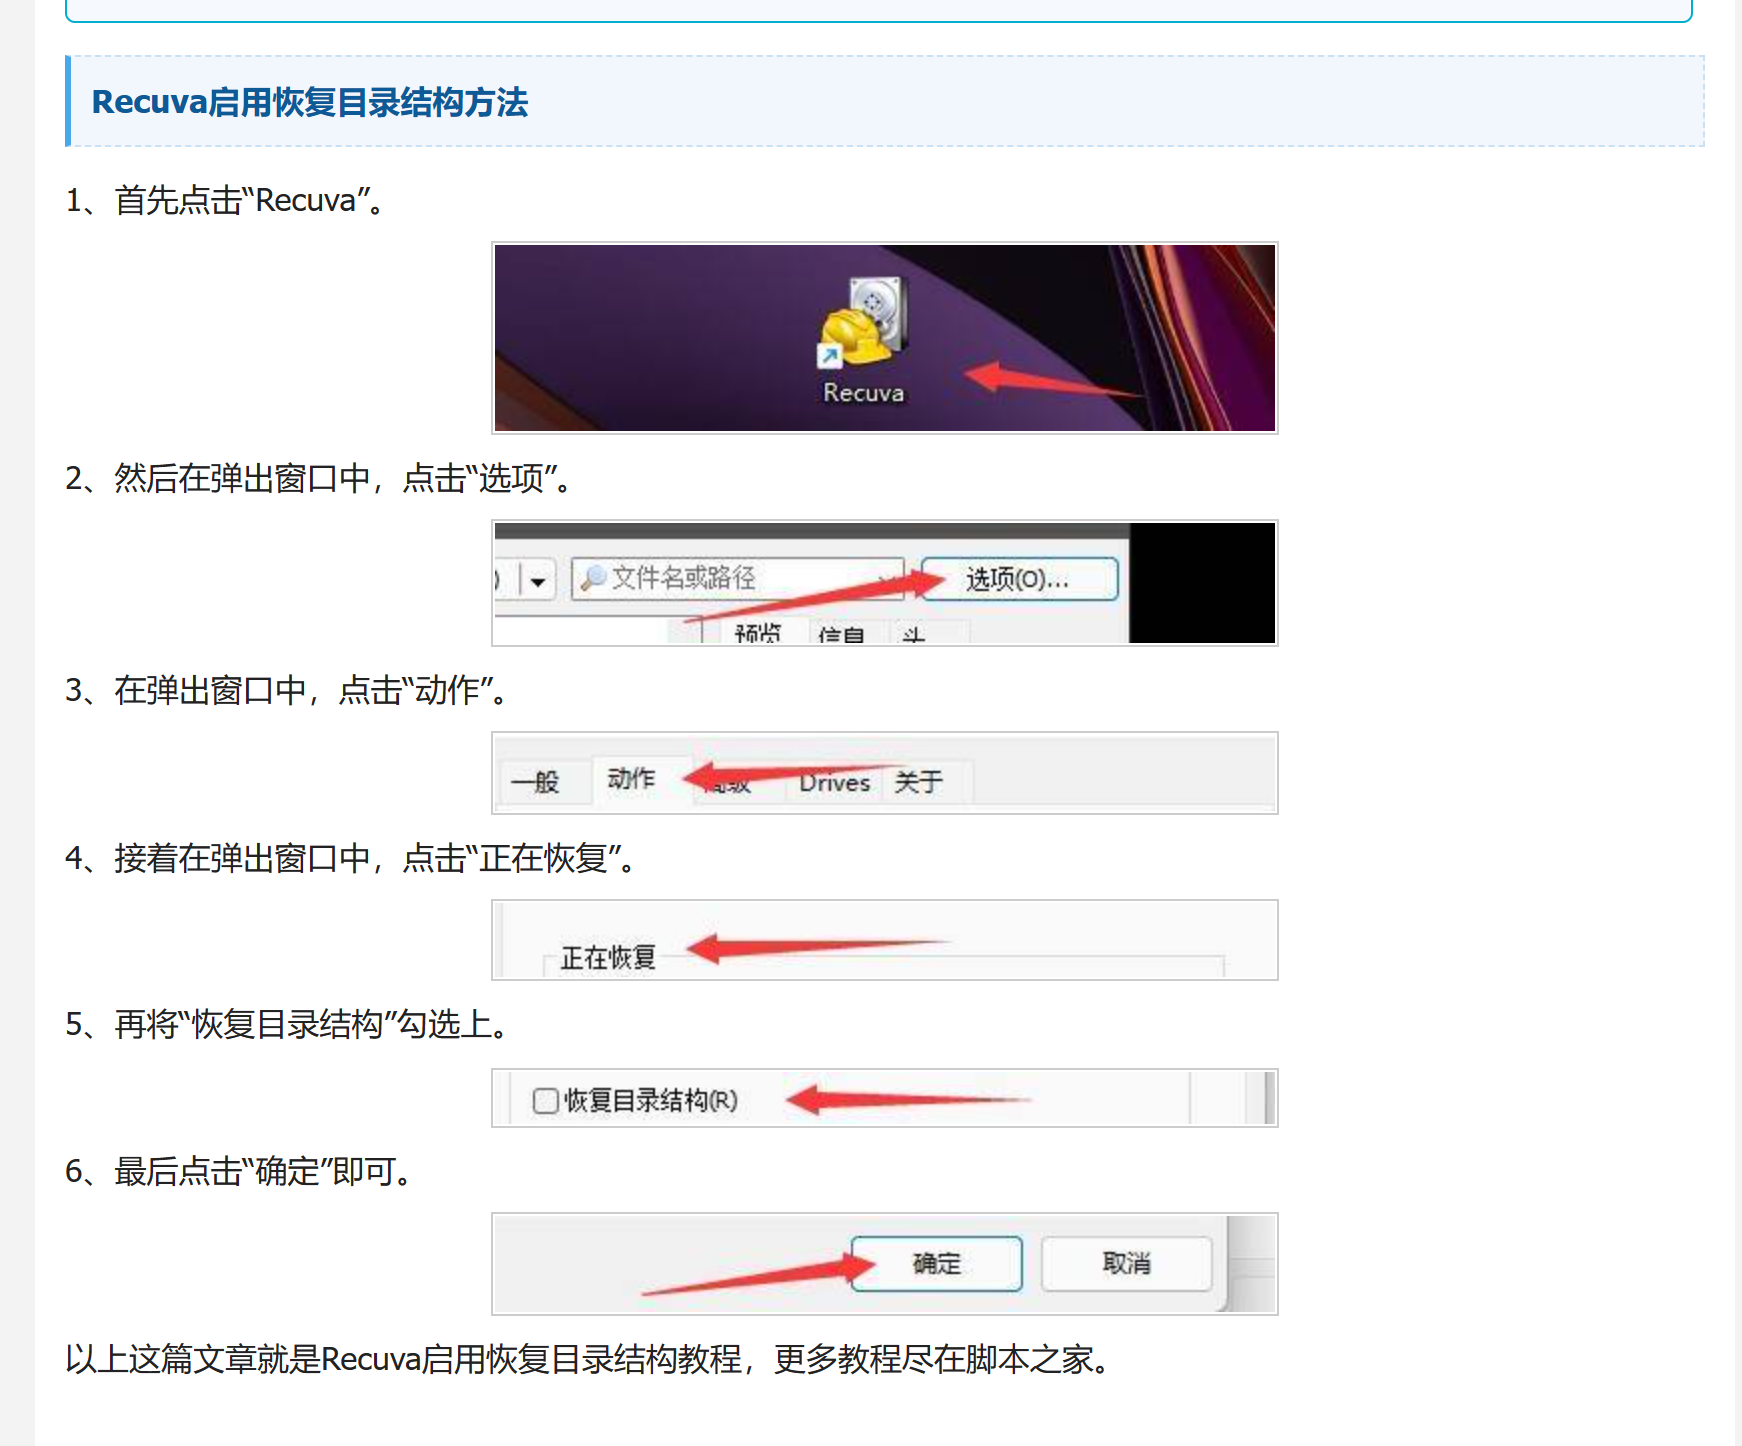 Recuva启用恢复目录结构方法
1、首先点击“Recuva”。
Recuva
2、然后在弹出窗口中，点击“选项”。
文件名或路径
选项(O)...
预览 信息 头
3、在弹出窗口中，点击“动作”。
一般 动作 Drives 关于
4、接着在弹出窗口中，点击“正在恢复”。
正在恢复
5、再将“恢复目录结构”勾选上。
恢复目录结构(R)
6、最后点击“确定”即可。
确定 取消
以上这篇文章就是Recuva启用恢复目录结构教程，更多教程尽在脚本之家。